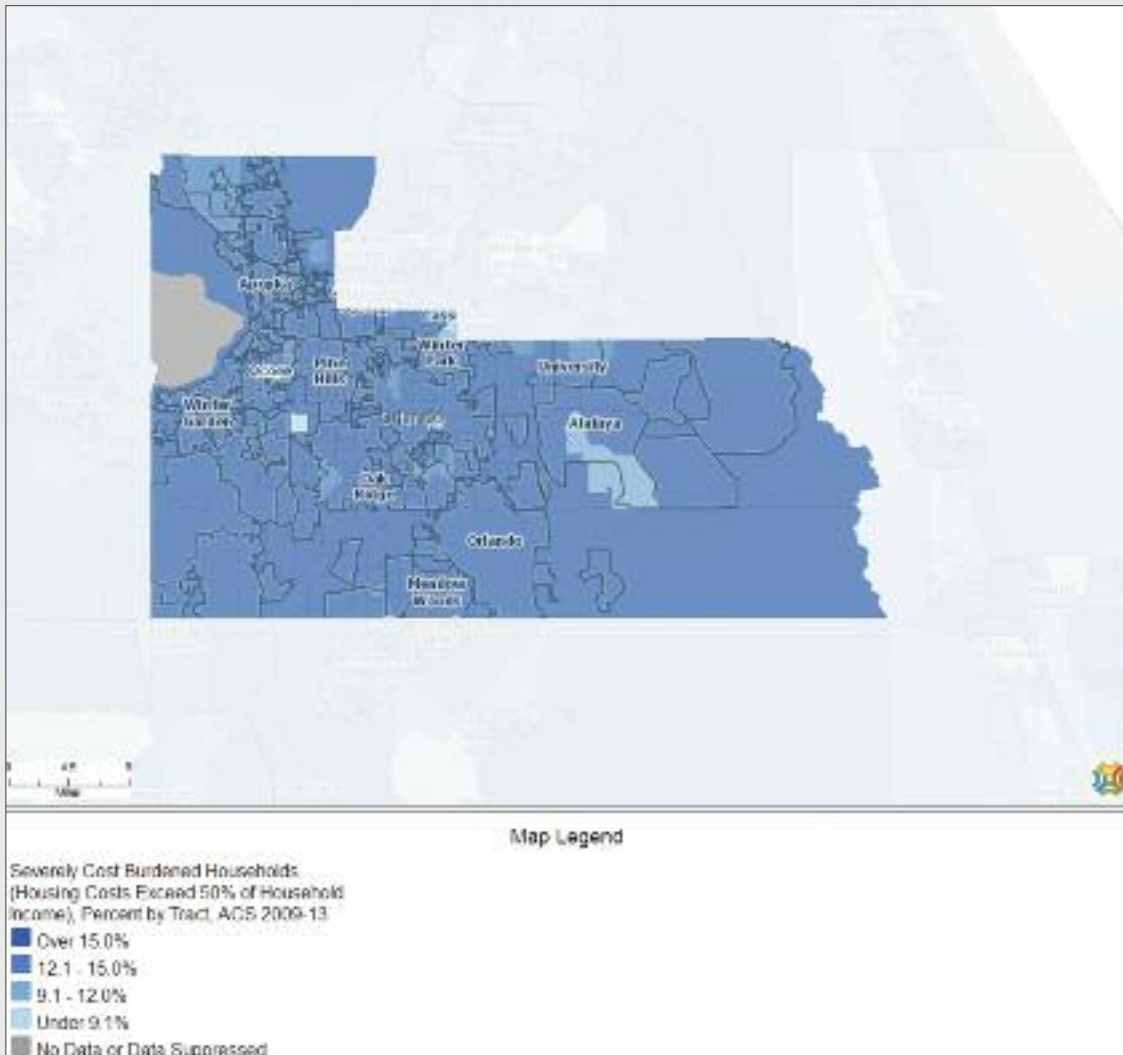 Apopka
Winter
Park
Ocoee
Pine
Hills
University
Winter
Garden
Orlando
Alafaya
Oak
Ridge
Orlando
Meadow
Woods
Map Legend
Severely Cost Burdened Households
(Housing Costs Exceed 50% of Household
Income), Percent by Tract, ACS 2009-13
Over 15.0%
12.1 - 15.0%
9.1 - 12.0%
Under 9.1%
No Data or Data Suppressed